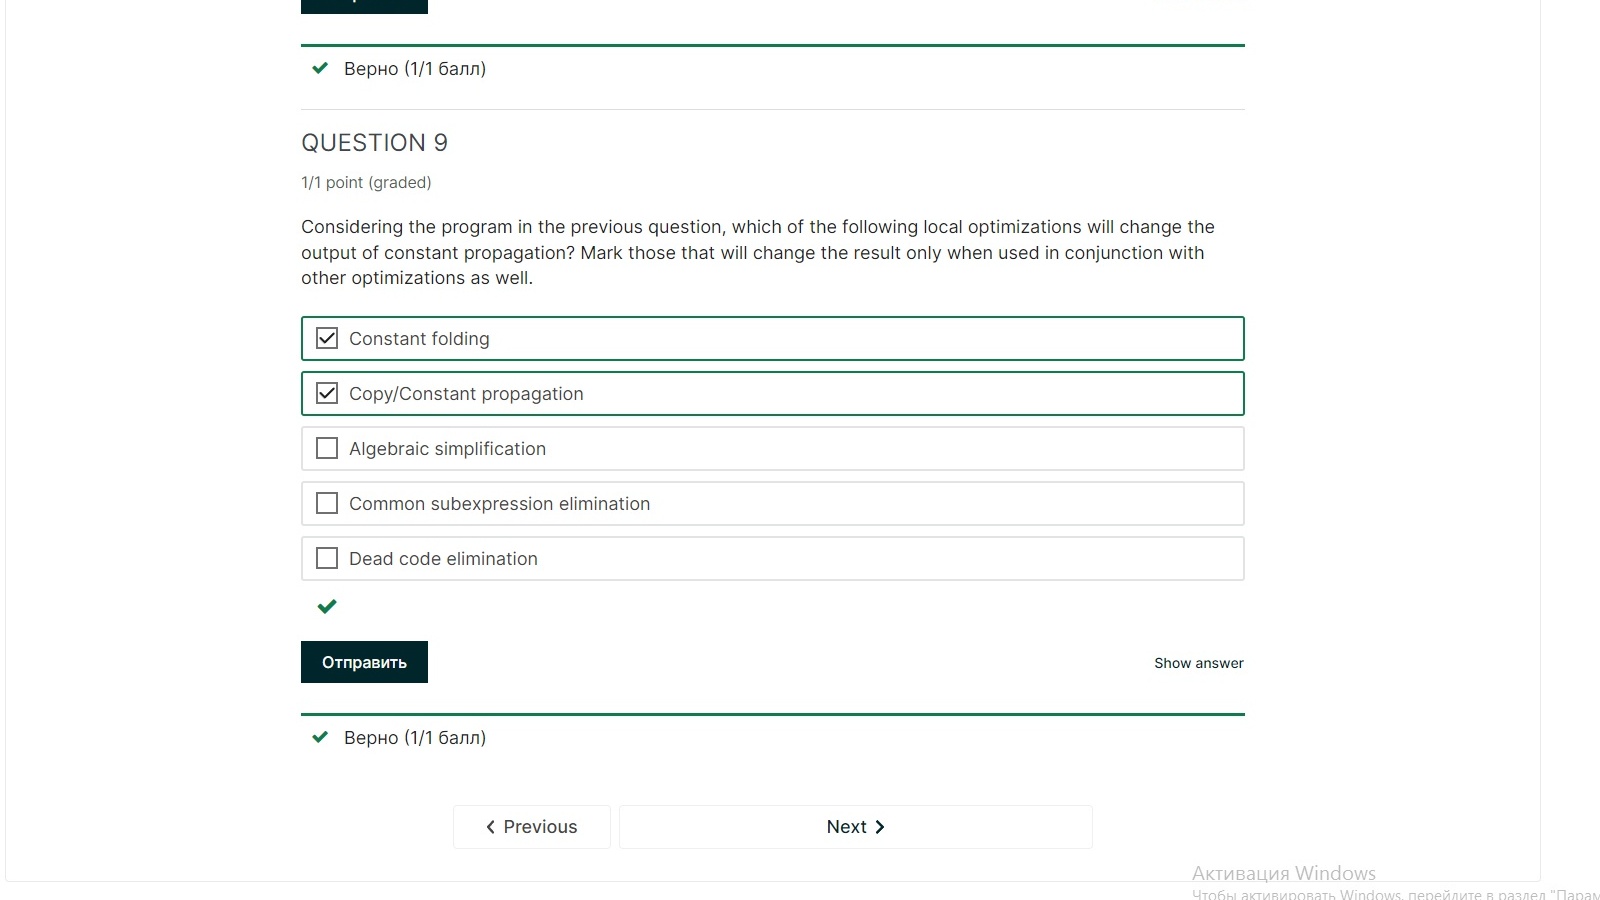 Верно (1/1 балл)
QUESTION 9
1/1 point (graded)
Considering the program in the previous question, which of the following local optimizations will change the
output of constant propagation? Mark those that will change the result only when used in conjunction with
other optimizations as well.
Constant folding
Copy/Constant propagation
Algebraic simplification
Common subexpression elimination
Dead code elimination
Отправить
Show answer
Верно (1/1 балл)
Previous
Next
Активация Windows
Чтобы активировать Windows, перейдите в раздел